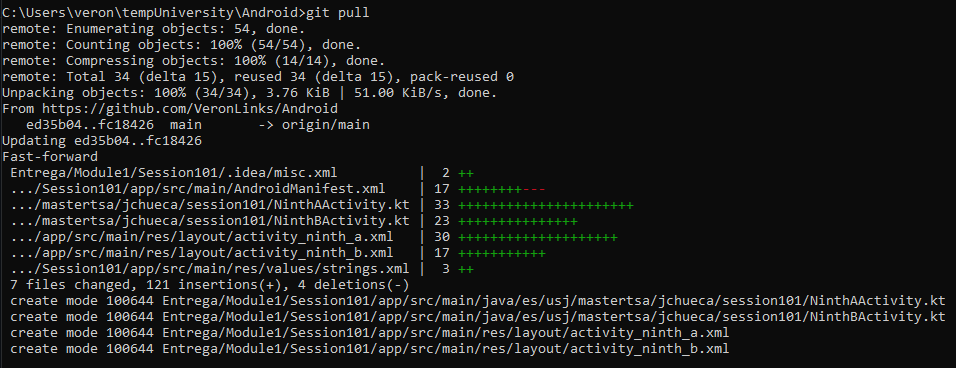 C:\Users\veron\tempUniversity\Android>git pull
remote: Enumerating objects: 54, done.
remote: Counting objects: 100% (54/54), done.
remote: Compressing objects: 100% (14/14), done.
remote: Total 34 (delta 15), reused 34 (delta 15), pack-reused 0
Unpacking objects: 100% (34/34), 3.76 KiB | 51.00 KiB/s, done.
From https://github.com/VeronLinks/Android
   ed35b04..fc18426  main       -> origin/main
Updating ed35b04..fc18426
Fast-forward
 Entrega/Module1/Session101/.idea/misc.xml          |  2 ++
 .../Session101/app/src/main/AndroidManifest.xml    | 17 ++++++++---
 .../mastertsa/jchueca/session101/NinthAActivity.kt | 33 ++++++++++++++++++++++
 .../mastertsa/jchueca/session101/NinthBActivity.kt | 23 +++++++++++++++
 .../app/src/main/res/layout/activity_ninth_a.xml   | 30 ++++++++++++++++++++
 .../app/src/main/res/layout/activity_ninth_b.xml   | 17 +++++++++++
 .../Session101/app/src/main/res/values/strings.xml |  3 ++
 7 files changed, 121 insertions(+), 4 deletions(-)
 create mode 100644 Entrega/Module1/Session101/app/src/main/java/es/usj/mastertsa/jchueca/session101/NinthAActivity.kt
 create mode 100644 Entrega/Module1/Session101/app/src/main/java/es/usj/mastertsa/jchueca/session101/NinthBActivity.kt
 create mode 100644 Entrega/Module1/Session101/app/src/main/res/layout/activity_ninth_a.xml
 create mode 100644 Entrega/Module1/Session101/app/src/main/res/layout/activity_ninth_b.xml